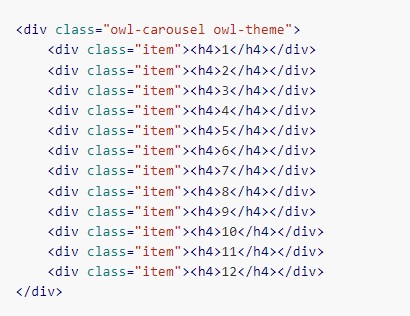 <div class="owl-carousel owl-theme">
    <div class="item"><h4>1</h4></div>
    <div class="item"><h4>2</h4></div>
    <div class="item"><h4>3</h4></div>
    <div class="item"><h4>4</h4></div>
    <div class="item"><h4>5</h4></div>
    <div class="item"><h4>6</h4></div>
    <div class="item"><h4>7</h4></div>
    <div class="item"><h4>8</h4></div>
    <div class="item"><h4>9</h4></div>
    <div class="item"><h4>10</h4></div>
    <div class="item"><h4>11</h4></div>
    <div class="item"><h4>12</h4></div>
</div>